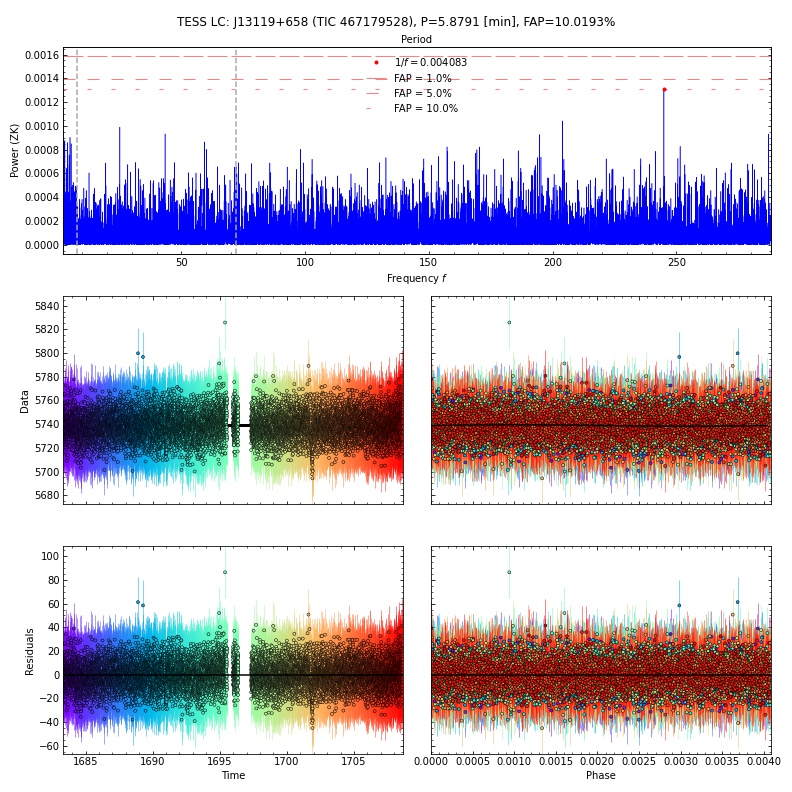 TESS LC: J13119+658 (TIC 467179528), P=5.8791 [min], FAP=10.0193%
Period
0.0016
0.0014
0.0012
0.0010
0.0008
0.0006
0.0004
0.0002
0.0000
Power (ZK)
1/f = 0.004083
FAP = 1.0%
FAP = 5.0%
FAP = 10.0%
50 100 150 200 250
Frequency f
5840
5820
5800
5780
5760
5740
5720
5700
5680
Data
100
80
60
40
20
0
−20
−40
−60
Residuals
1685 1690 1695 1700 1705
Time
0.0000 0.0005 0.0010 0.0015 0.0020 0.0025 0.0030 0.0035 0.0040
Phase